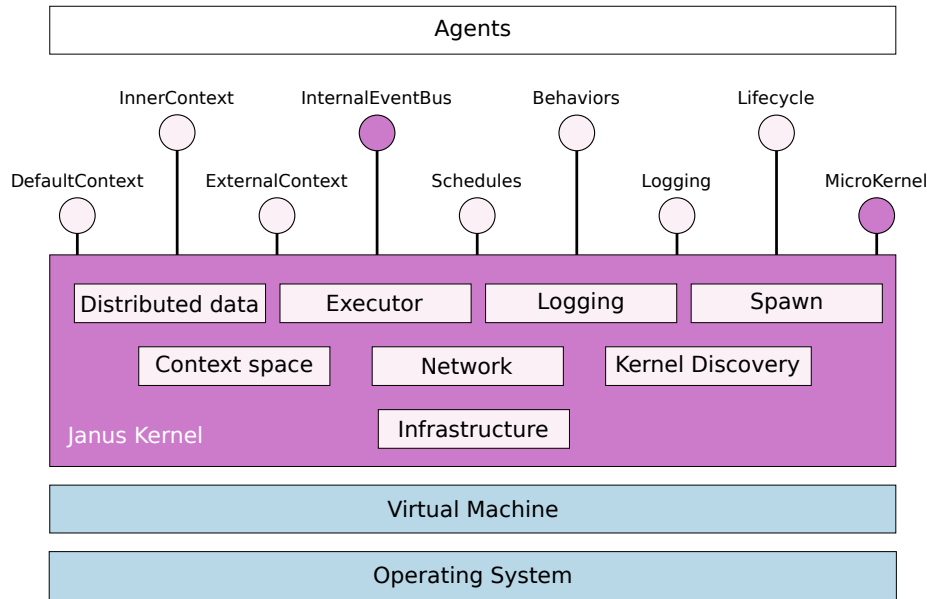 Agents
InnerContext
InternalEventBus
Behaviors
Lifecycle
DefaultContext
ExternalContext
Schedules
Logging
MicroKernel
Distributed data
Executor
Logging
Spawn
Context space
Network
Kernel Discovery
Infrastructure
Janus Kernel
Virtual Machine
Operating System